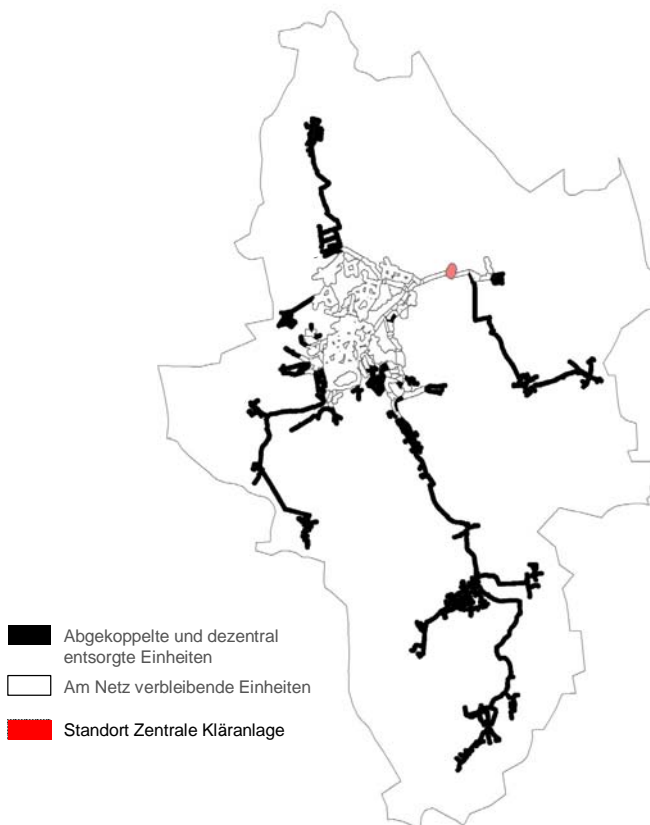 Abgekoppelte und dezentral
entsorgte Einheiten
Am Netz verbleibende Einheiten
Standort Zentrale Kläranlage